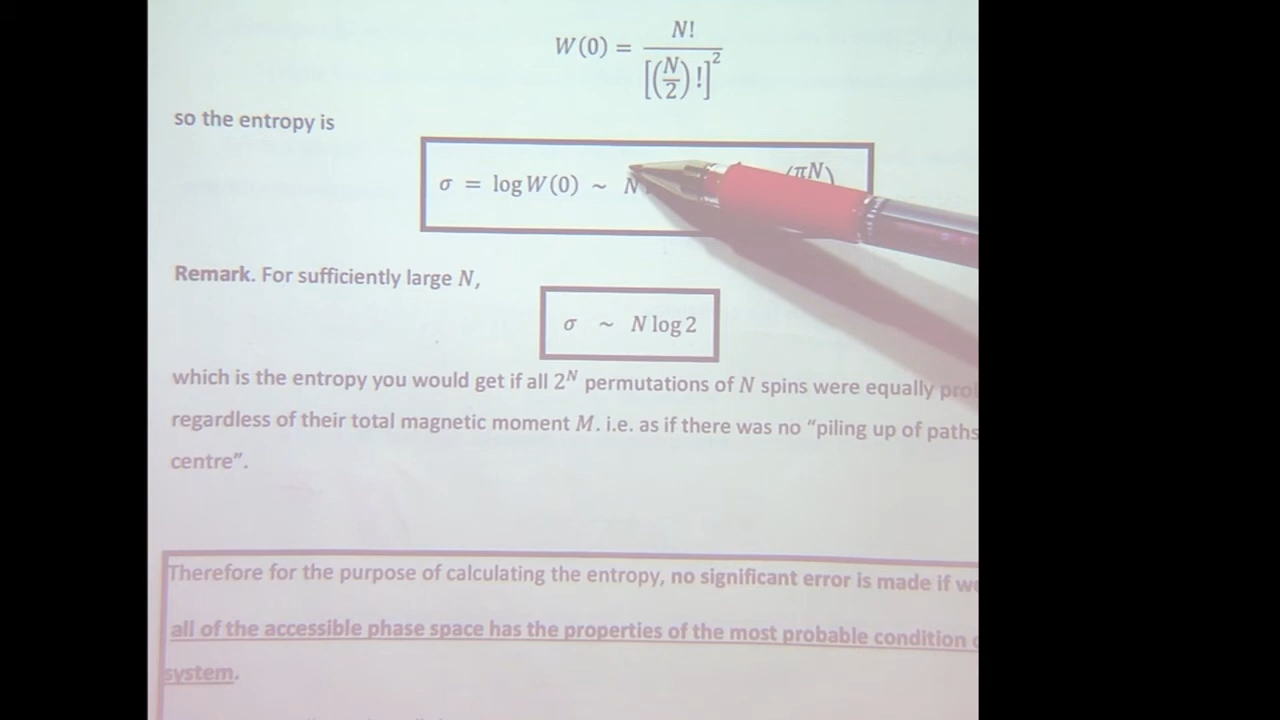 W(0) = N! / [(N/2)!]²
so the entropy is
σ = log W(0) ~ N (πN)
Remark. For sufficiently large N,
σ ~ N log 2
which is the entropy you would get if all 2ᴺ permutations of N spins were equally
regardless of their total magnetic moment M. i.e. as if there was no “piling up of paths
centre”.
Therefore for the purpose of calculating the entropy, no significant error is made if
all of the accessible phase space has the properties of the most probable condition
system.